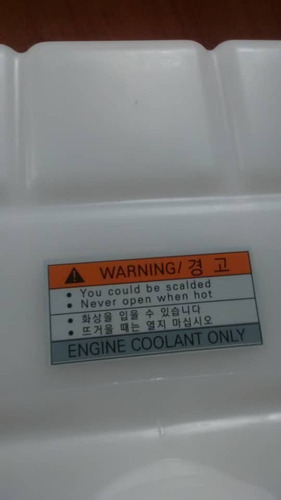 WARNING/ 경 고
• You could be scalded
• Never open when hot
• 화상을 입을 수 있습니다
• 뜨거울 때는 열지 마십시오
ENGINE COOLANT ONLY